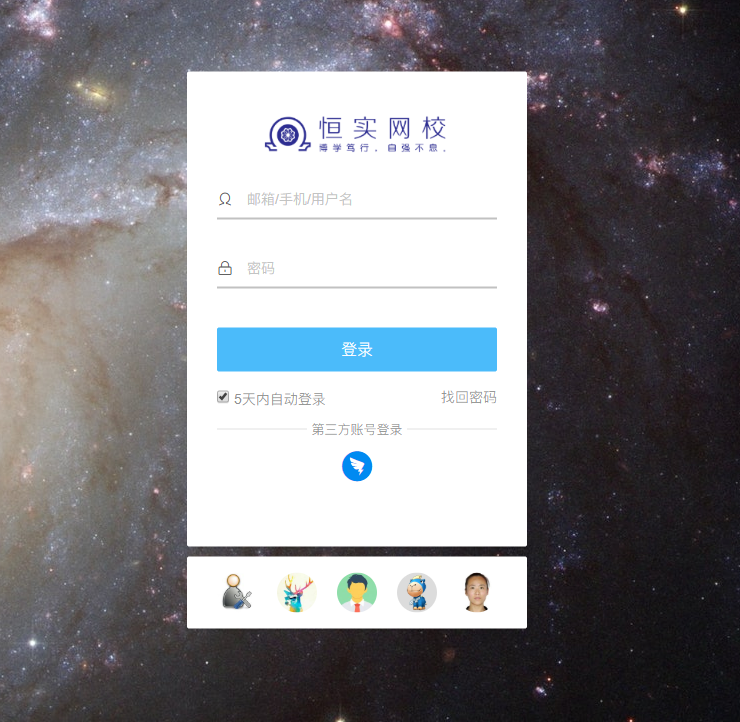 恒实网校
博学笃行。自强不息。
邮箱/手机/用户名
密码
登录
5天内自动登录
找回密码
第三方账号登录